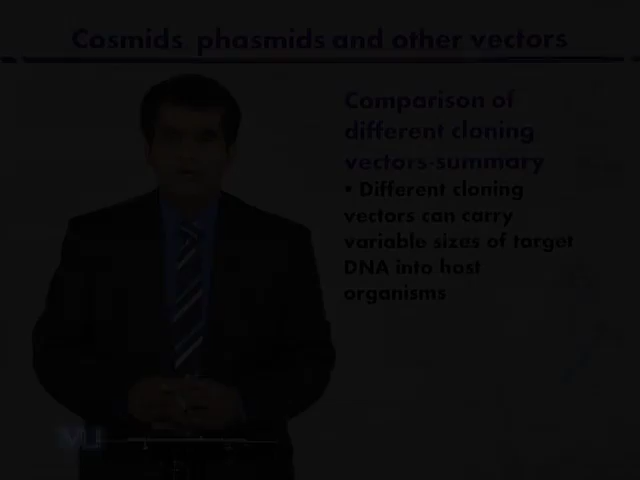 Cosmids phasmids and other vectors
Comparison of
different cloning
vectors-summary
• Different cloning
vectors can carry
variable sizes of target
DNA into host
organisms
VU